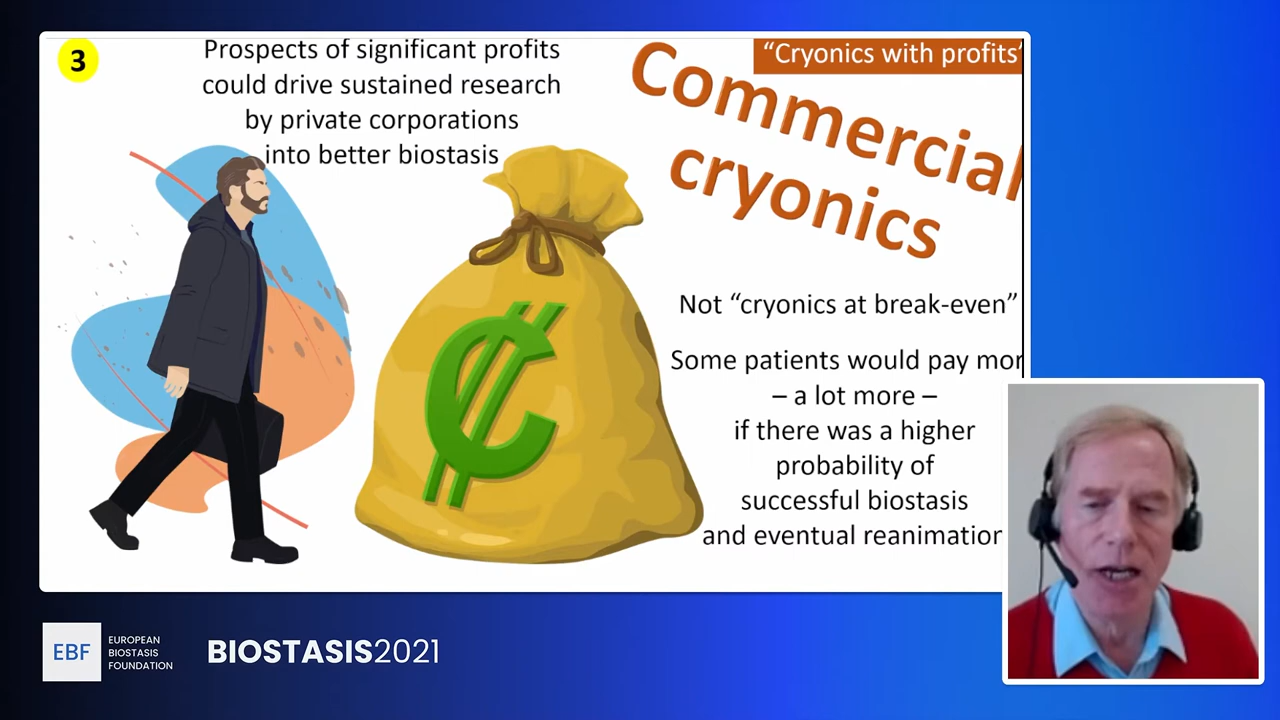 3
Prospects of significant profits
could drive sustained research
by private corporations
into better biostasis
"Cryonics with profits"
Commercial
cryonics
Not "cryonics at break-even"
Some patients would pay mor
– a lot more –
if there was a higher
probability of
successful biostasis
and eventual reanimation
₵
EBF
EUROPEAN
BIOSTASIS
FOUNDATION
BIOSTASIS2021